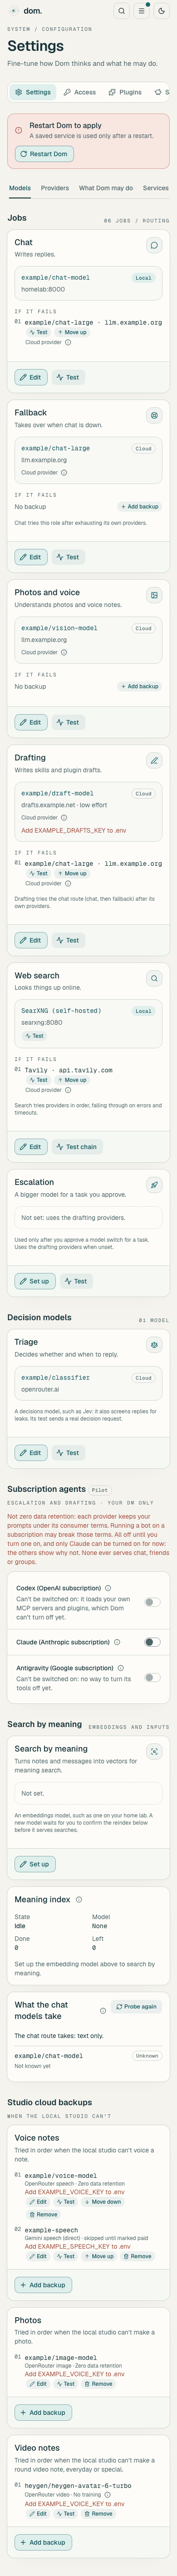 dom.
SYSTEM / CONFIGURATION
Settings
Fine-tune how Dom thinks and what he may do.
Settings
Access
Plugins
S
Restart Dom to apply
A saved service is used only after a restart.
Restart Dom
Models
Providers
What Dom may do
Services
Jobs
06 JOBS / ROUTING
Chat
Writes replies.
example/chat-model
Local
homelab:8000
IF IT FAILS
01 example/chat-large · llm.example.org
Test
Move up
Cloud provider
Edit
Test
Fallback
Takes over when chat is down.
example/chat-large
Cloud
llm.example.org
Cloud provider
IF IT FAILS
No backup
Add backup
Chat tries this role after exhausting its own providers.
Edit
Test
Photos and voice
Understands photos and voice notes.
example/vision-model
Cloud
llm.example.org
Cloud provider
IF IT FAILS
No backup
Add backup
Edit
Test
Drafting
Writes skills and plugin drafts.
example/draft-model
Cloud
drafts.example.net · low effort
Cloud provider
Add EXAMPLE_DRAFTS_KEY to .env
IF IT FAILS
01 example/chat-large · llm.example.org
Test
Move up
Cloud provider
Drafting tries the chat route (chat, then fallback) after its
own providers.
Edit
Test
Web search
Looks things up online.
SearXNG (self-hosted)
Local
searxng:8080
Test
IF IT FAILS
01 Tavily · api.tavily.com
Test
Move up
Cloud provider
Search tries providers in order, falling through on errors and
timeouts.
Edit
Test chain
Escalation
A bigger model for a task you approve.
Not set: uses the drafting providers.
Used only after you approve a model switch for a task.
Uses the drafting providers when unset.
Set up
Test
Decision models
01 MODEL
Triage
Decides whether and when to reply.
example/classifier
Cloud
openrouter.ai
A decisions model, such as Jev: it also screens replies for
leaks. Its test sends a real decision request.
Edit
Test
Subscription agents
Pilot
ESCALATION AND DRAFTING · YOUR DM ONLY
Not zero data retention: each provider keeps your
prompts under its consumer terms. Running a bot on a
subscription may break those terms. All off until you
turn one on, and only Claude can be turned on for now:
the others show why not. None ever serves chat, friends
or groups.
Codex (OpenAI subscription)
Can't be switched on: it loads your own
MCP servers and plugins, which Dom
can't turn off yet.
Claude (Anthropic subscription)
Antigravity (Google subscription)
Can't be switched on: no way to turn its
tools off yet.
Search by meaning
EMBEDDINGS AND INPUTS
Search by meaning
Turns notes and messages into vectors for
meaning search.
Not set.
An embeddings model, such as one on your home lab. A
new model waits for you to confirm the reindex below
before it serves searches.
Set up
Meaning index
State
Model
Idle
None
Done
Left
0
0
Set up the embedding model above to search by
meaning.
What the chat
models take
Probe again
The chat route takes: text only.
example/chat-model
Unknown
Not known yet
Studio cloud backups
WHEN THE LOCAL STUDIO CAN'T
Voice notes
Tried in order when the local studio can't voice a
note.
01 example/voice-model
OpenRouter speech · Zero data retention
Add EXAMPLE_VOICE_KEY to .env
Edit
Test
Move down
Remove
02 example-speech
Gemini speech (direct) · skipped until marked paid
Add EXAMPLE_SPEECH_KEY to .env
Edit
Test
Move up
Remove
Add backup
Photos
Tried in order when the local studio can't make a
photo.
01 example/image-model
OpenRouter image · Zero data retention
Add EXAMPLE_VOICE_KEY to .env
Edit
Test
Remove
Add backup
Video notes
Tried in order when the local studio can't make a
round video note, everyday or special.
01 heygen/heygen-avatar-6-turbo
OpenRouter video · No training
Add EXAMPLE_VOICE_KEY to .env
Edit
Test
Remove
Add backup